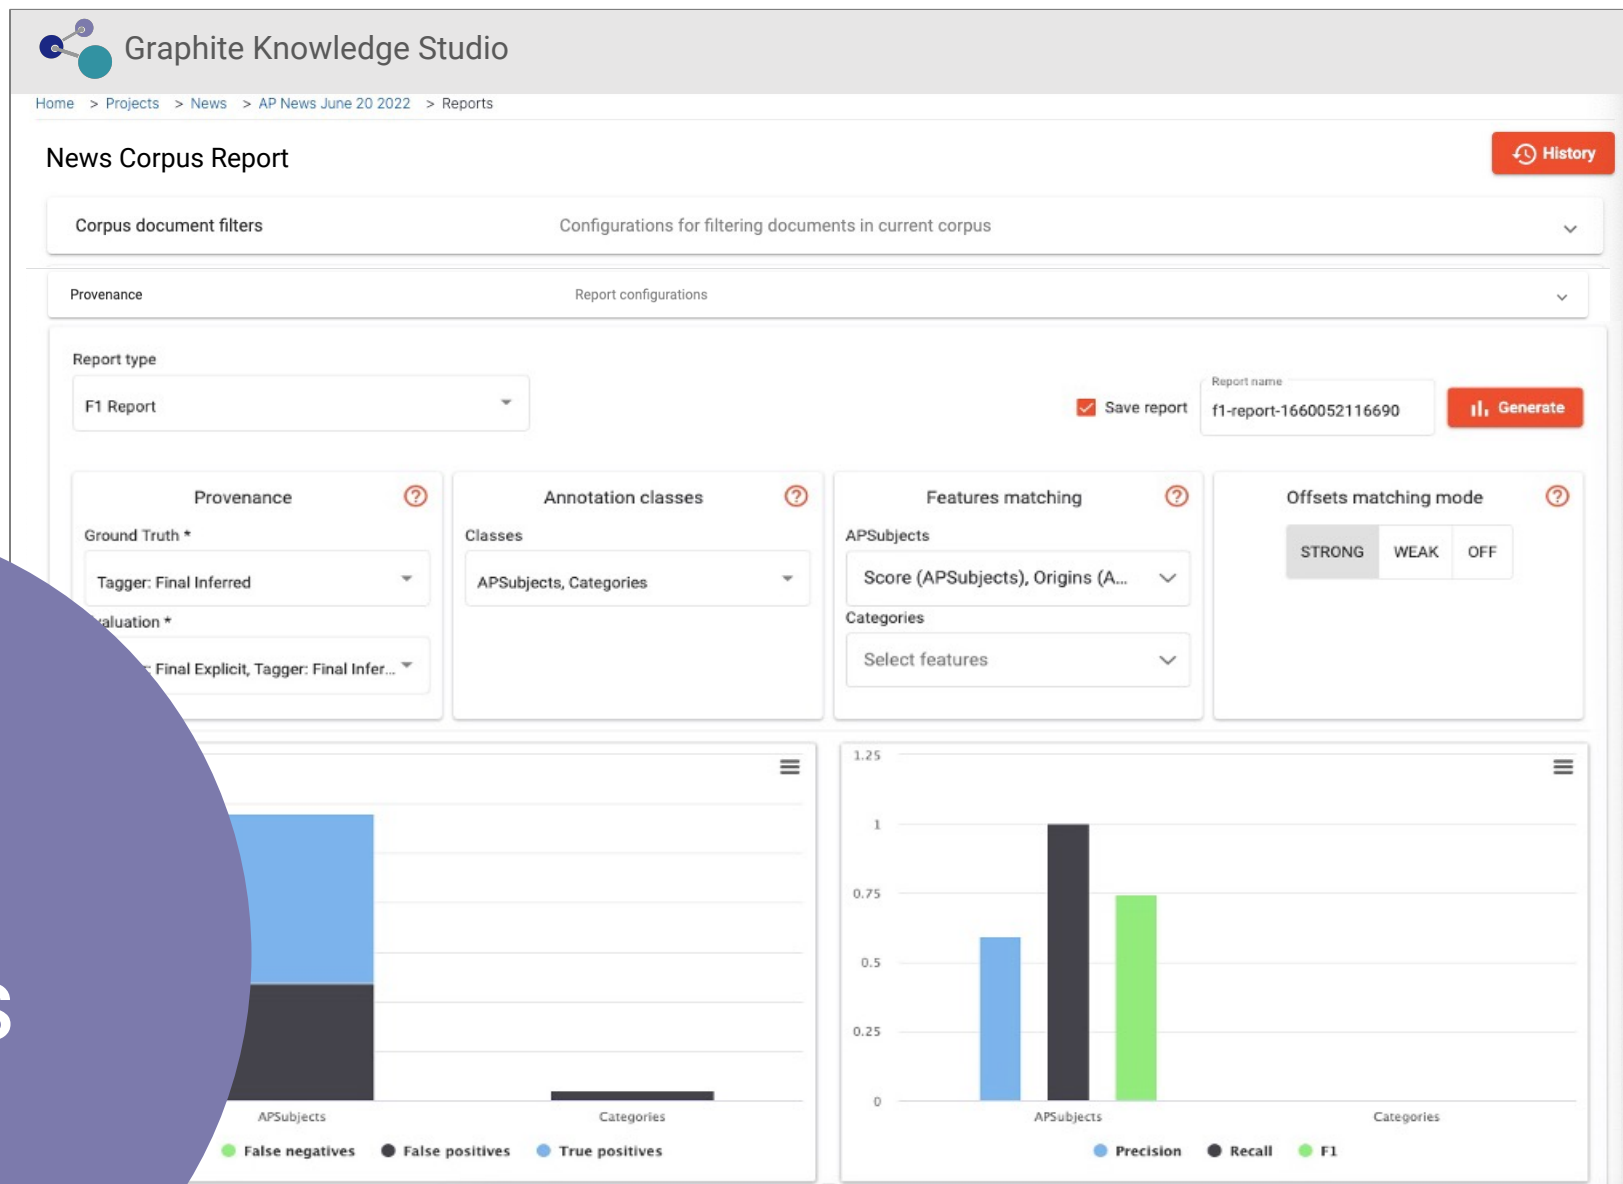 Graphite Knowledge Studio
Home > Projects > News > AP News June 20 2022 > Reports
News Corpus Report
History
Corpus document filters
Configurations for filtering documents in current corpus
Provenance
Report configurations
Report type
F1 Report
Save report
Report name
f1-report-1660052116690
Generate
Provenance
Ground Truth *
Tagger: Final Inferred
aluation *
: Final Explicit, Tagger: Final Infer...
Annotation classes
Classes
APSubjects, Categories
Features matching
APSubjects
Score (APSubjects), Origins (A...
Categories
Select features
Offsets matching mode
STRONG WEAK OFF
APSubjects
Categories
False negatives False positives True positives
1.25
1
0.75
0.5
0.25
0
APSubjects
Categories
Precision Recall F1
s